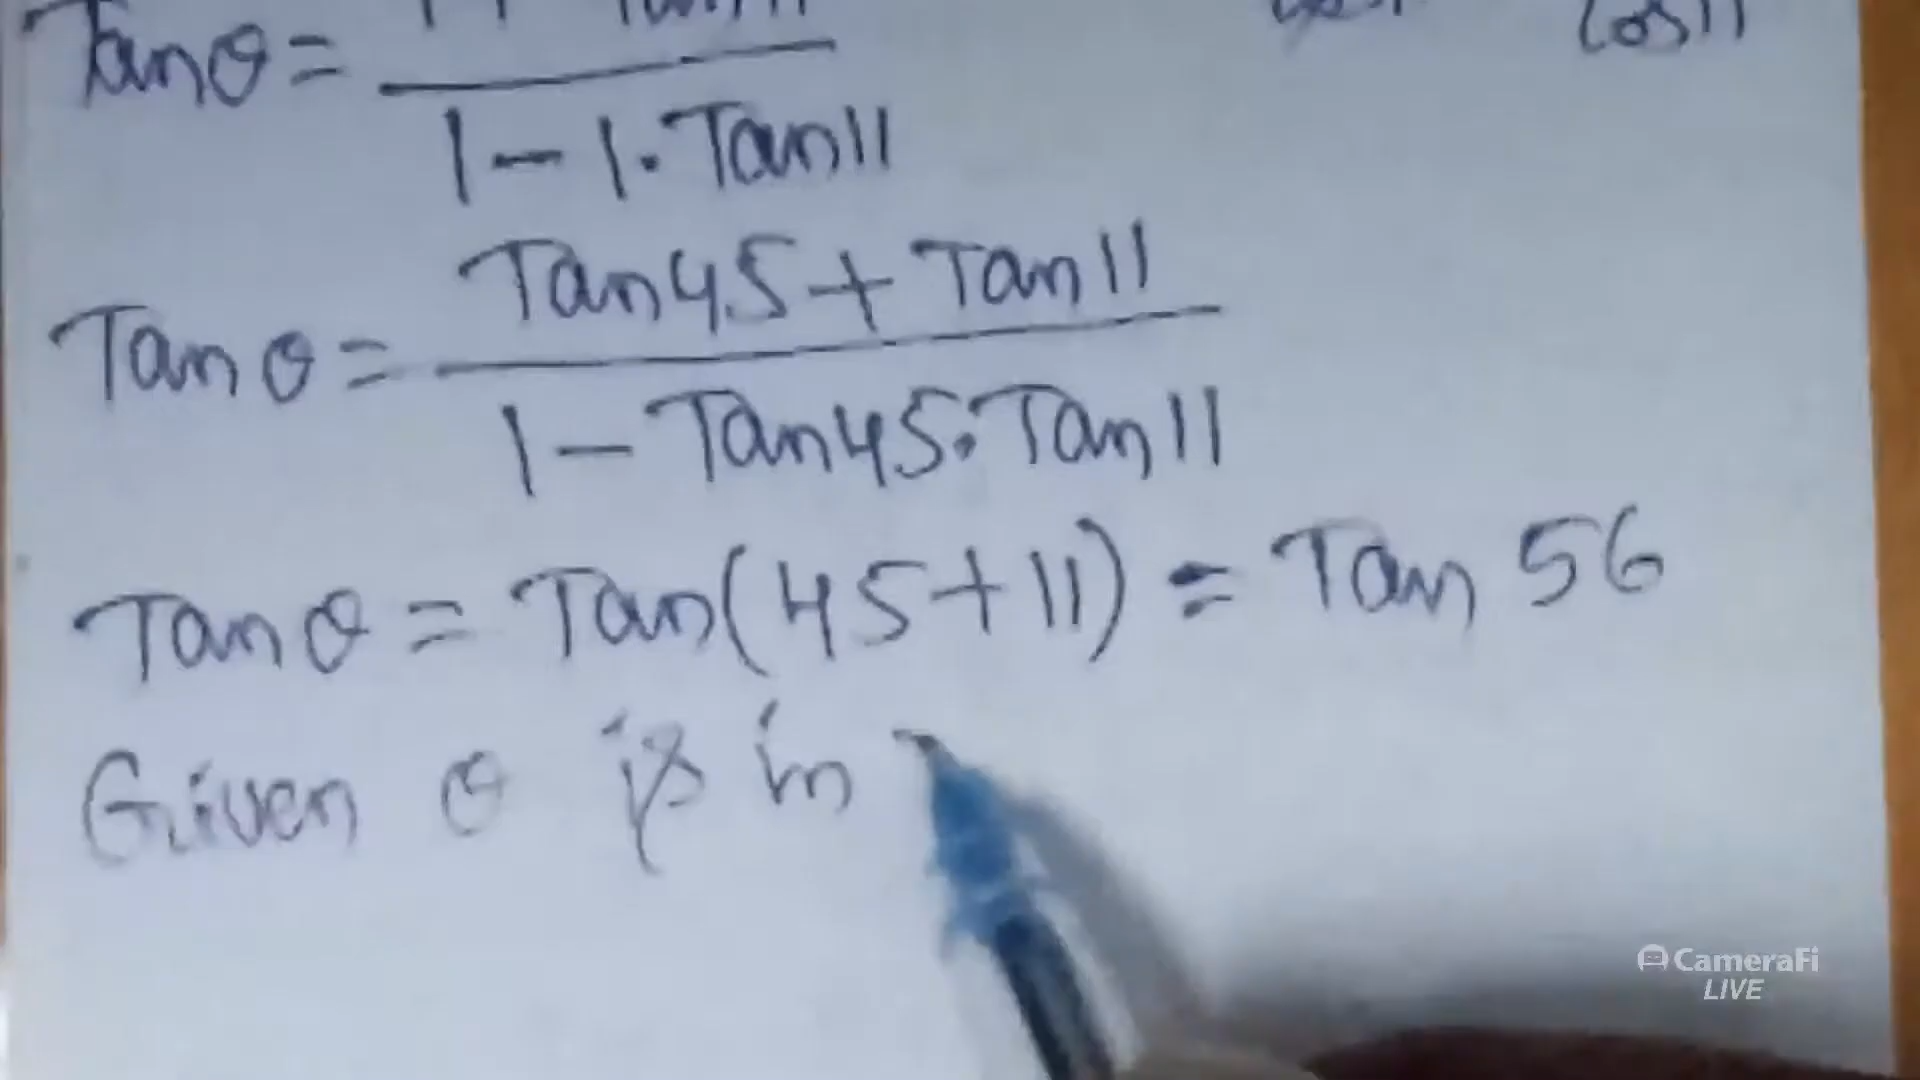 Cos11
Tanθ =
1 - 1·Tan11
Tan45 + Tan11
Tanθ =
1 - Tan45·Tan11
Tanθ = Tan(45+11) = Tan 56
Given θ is in
CameraFi
LIVE